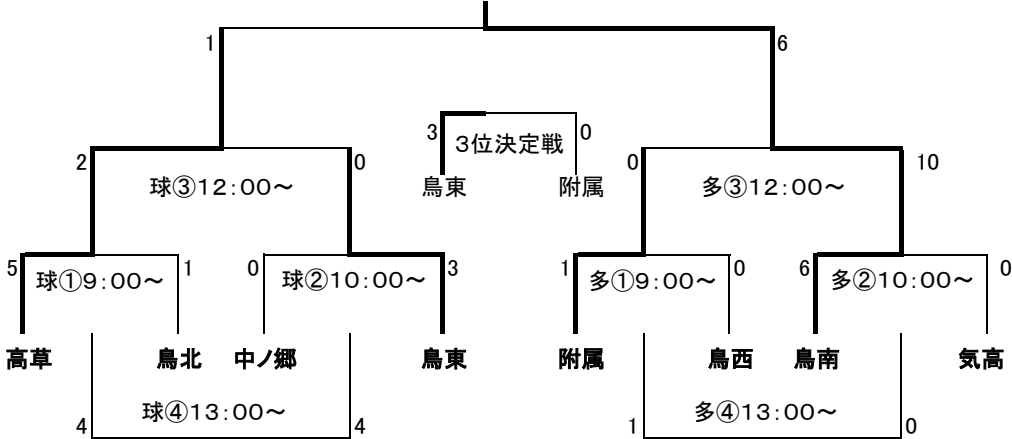 1 6
3 3位決定戦 0
鳥東 附属
2 0 0 10
球③12:00～ 多③12:00～
5 球①9:00～ 1 0 球②10:00～ 3 1 多①9:00～ 0 6 多②10:00～ 0
高草 鳥北 中ノ郷 鳥東 附属 鳥西 鳥南 気高
球④13:00～ 多④13:00～
4 4 1 0